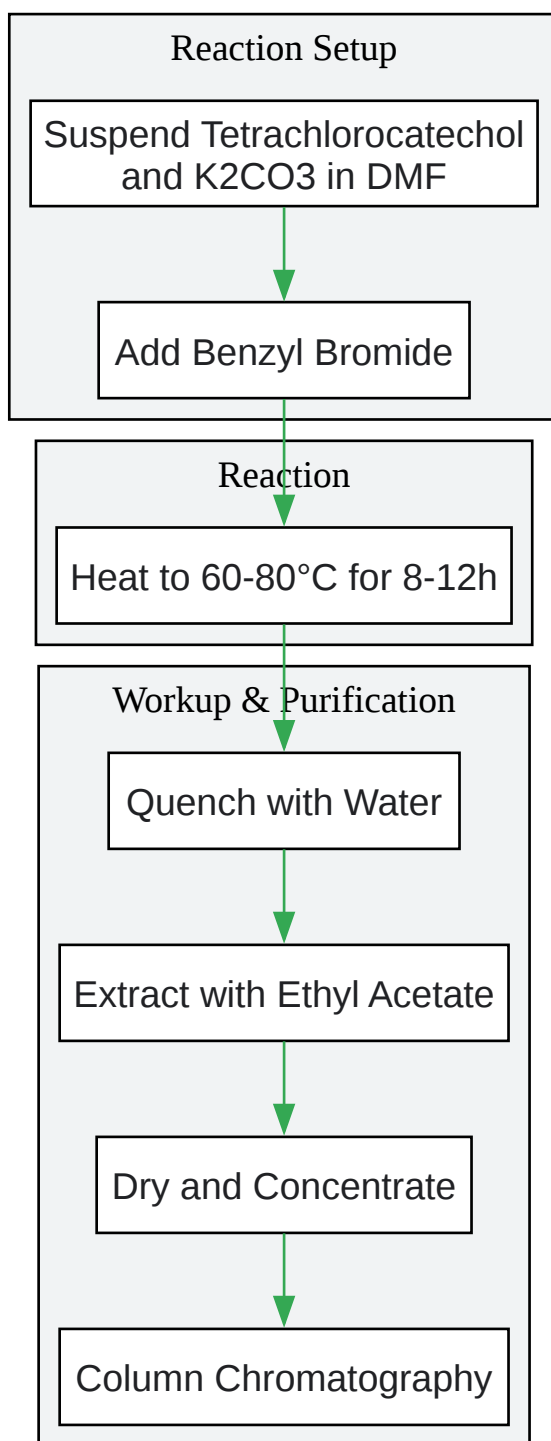 Reaction Setup
Suspend Tetrachlorocatechol
and K2CO3 in DMF
Add Benzyl Bromide
Reaction
Heat to 60-80°C for 8-12h
Workup & Purification
Quench with Water
Extract with Ethyl Acetate
Dry and Concentrate
Column Chromatography